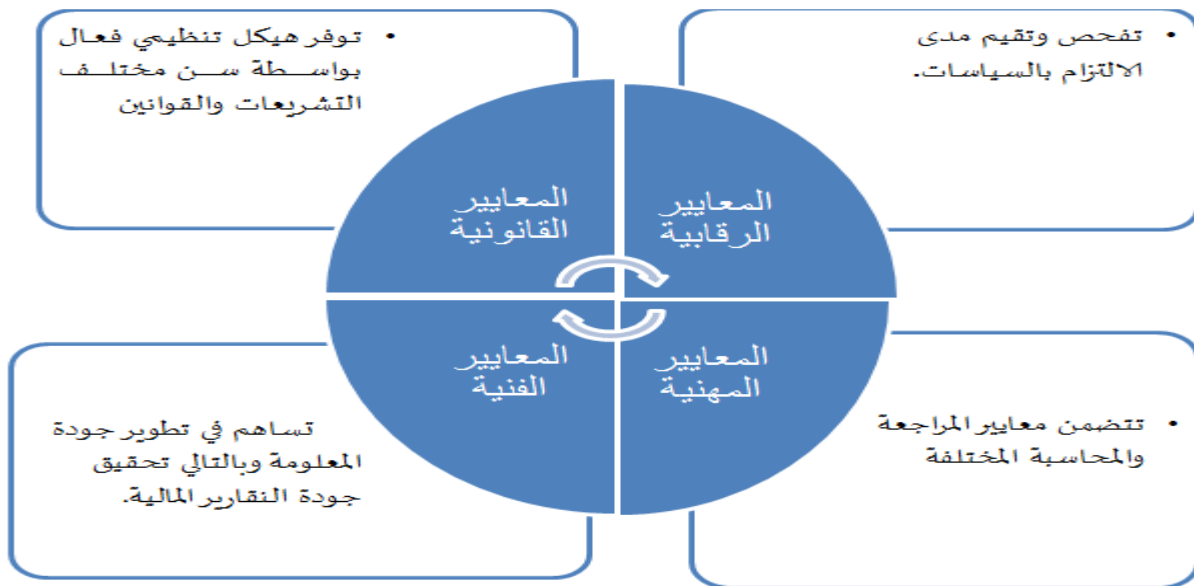 • تفحص وتقيم مدى
الالتزام بالسياسات.
• توفر هيكل تنظيمي فعال
بواسطة سن مختلف
التشريعات والقوانين
المعايير
الرقابية
المعايير
القانونية
المعايير
المهنية
المعايير
الفنية
• تتضمن معايير المراجعة
والمحاسبة المختلفة
تساهم في تطوير جودة
المعلومة وبالتالي تحقيق
جودة النقارير المالية.